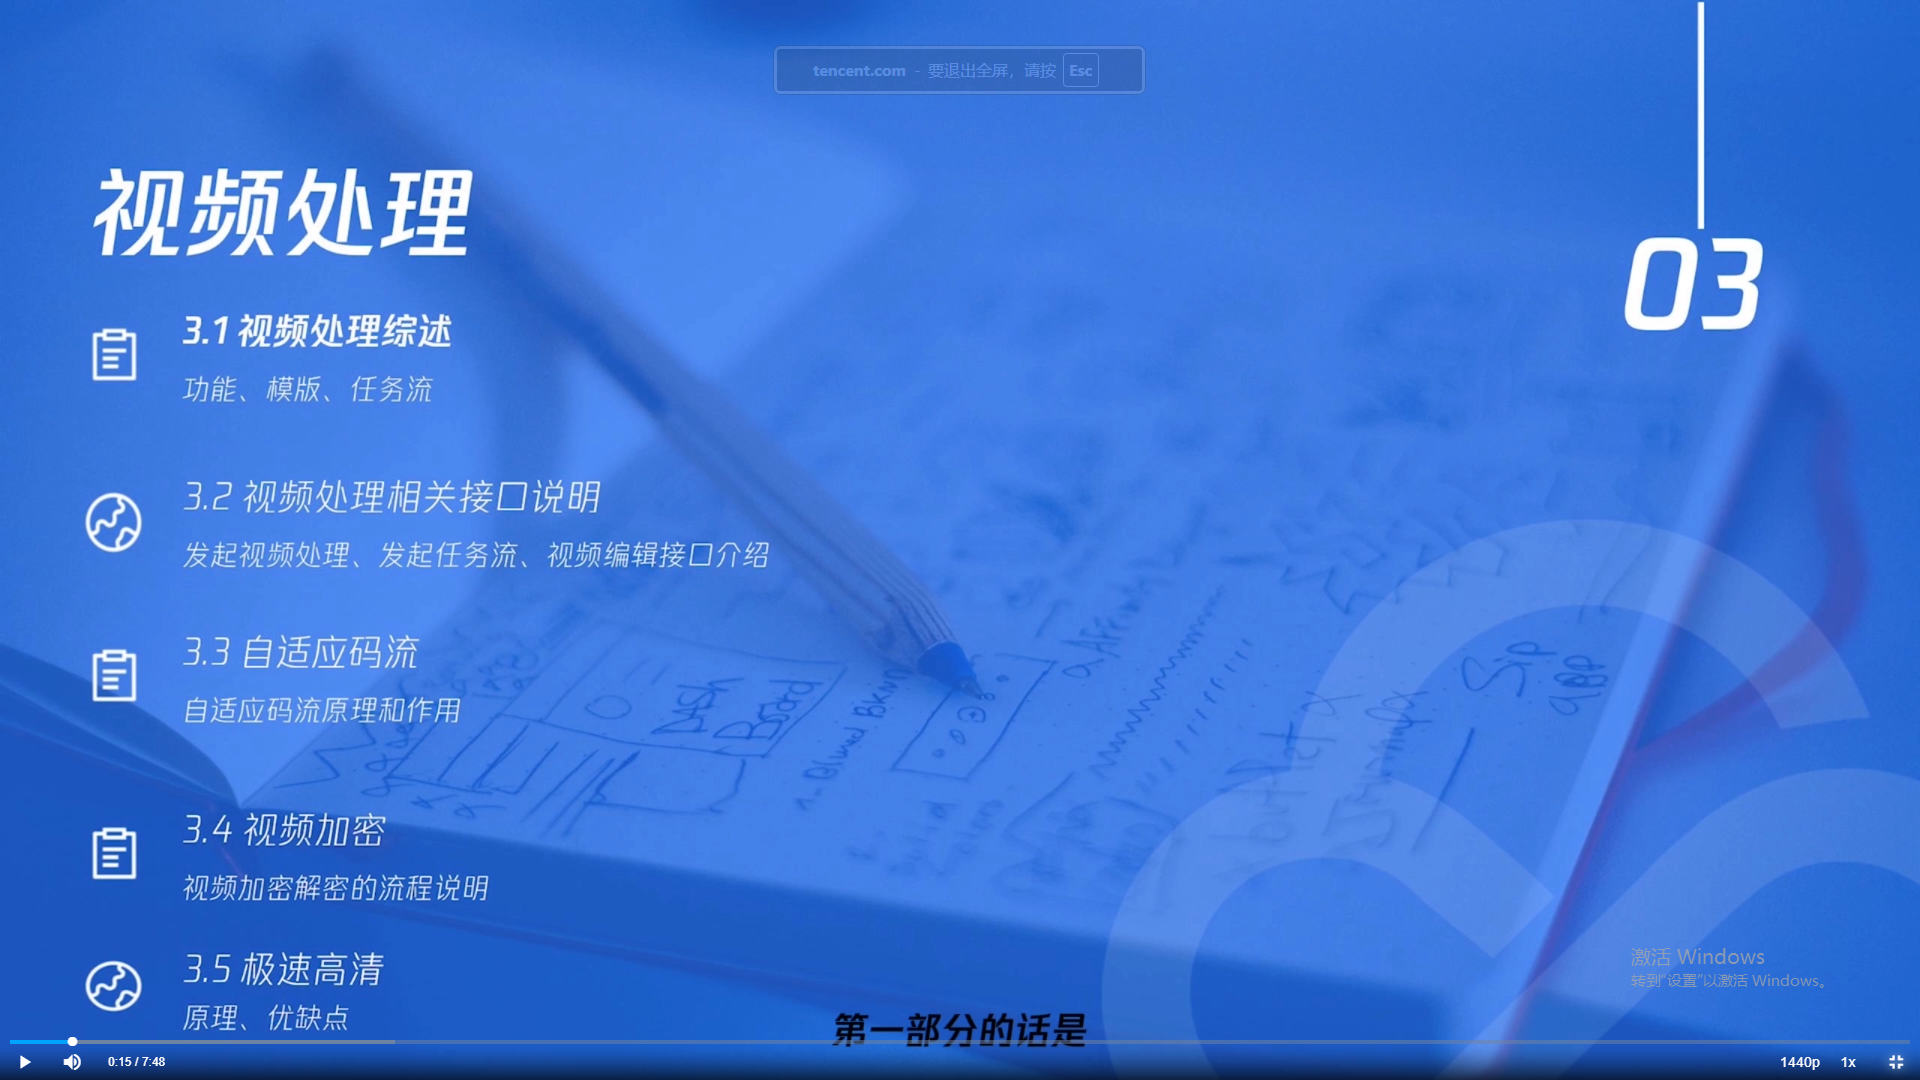 tencent.com - 要退出全屏，请按 Esc
视频处理
03
3.1 视频处理综述
功能、模版、任务流
3.2 视频处理相关接口说明
发起视频处理、发起任务流、视频编辑接口介绍
3.3 自适应码流
自适应码流原理和作用
3.4 视频加密
视频加密解密的流程说明
3.5 极速高清
原理、优缺点
Dash Board
Sip app
激活 Windows
转到“设置”以激活 Windows。
第一部分的话是
0:15 / 7:48
1440p 1x